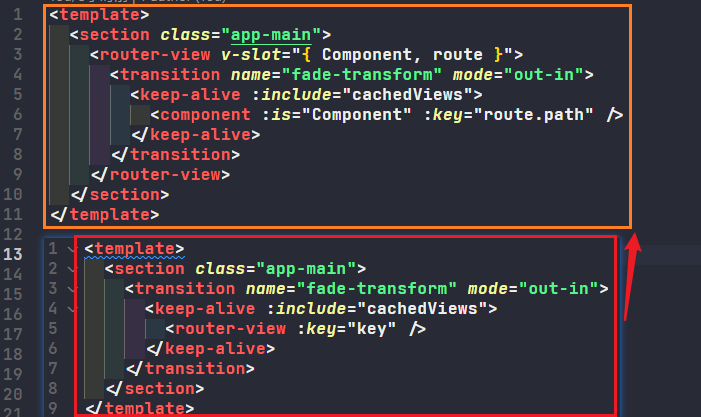 1 <template>
2 <section class="app-main">
3 <router-view v-slot="{ Component, route }">
4 <transition name="fade-transform" mode="out-in">
5 <keep-alive :include="cachedViews">
6 <component :is="Component" :key="route.path" />
7 </keep-alive>
8 </transition>
9 </router-view>
10 </section>
11 </template>
12
13
14
15
16
17
18
19
20
21
1 <template>
2 <section class="app-main">
3 <transition name="fade-transform" mode="out-in">
4 <keep-alive :include="cachedViews">
5 <router-view :key="key" />
6 </keep-alive>
7 </transition>
8 </section>
9 </template>